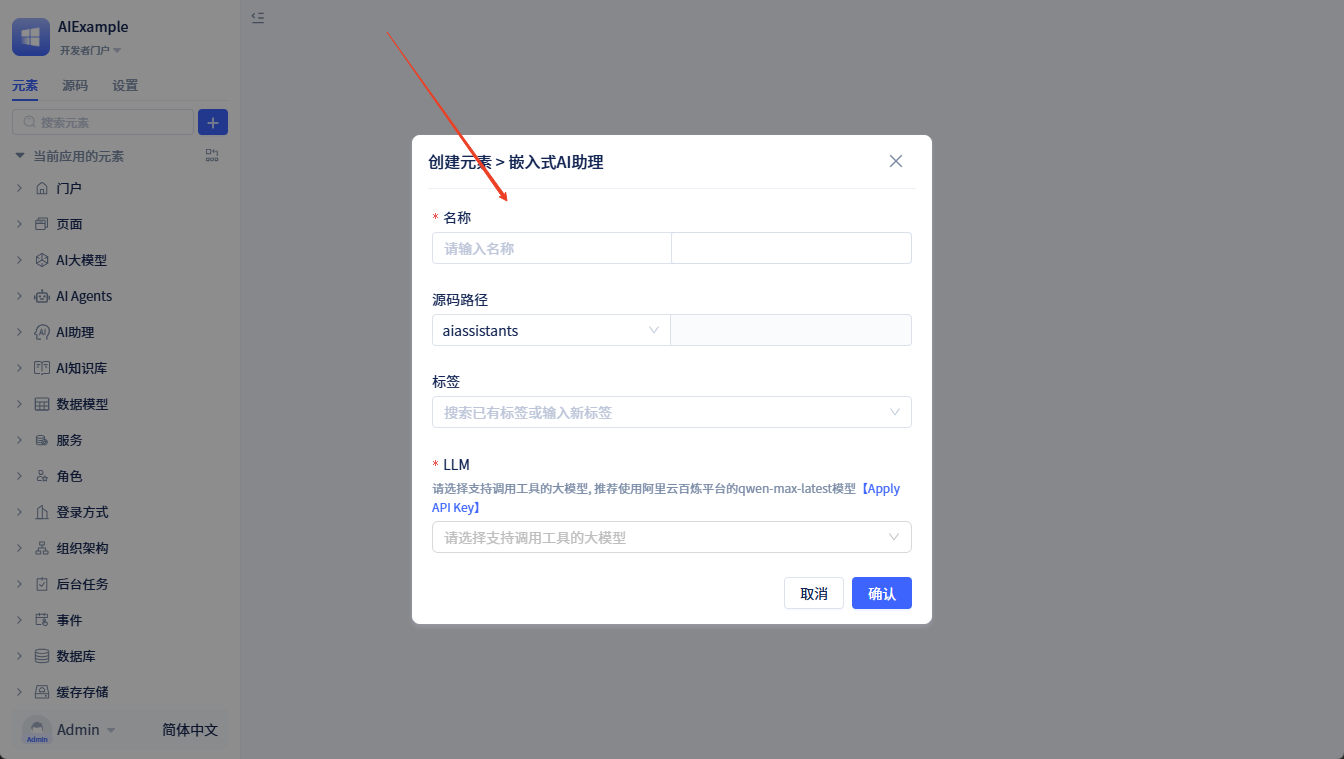 AIExample
开发者门户
元素 源码 设置
搜索元素
当前应用的元素
门户
页面
AI大模型
AI Agents
AI助理
AI知识库
数据模型
服务
角色
登录方式
组织架构
后台任务
事件
数据库
缓存存储
Admin
Admin 简体中文
创建元素 > 嵌入式AI助理
* 名称
请输入名称
源码路径
aiassistants
标签
搜索已有标签或输入新标签
* LLM
请选择支持调用工具的大模型, 推荐使用阿里云百炼平台的qwen-max-latest模型【Apply
API Key】
请选择支持调用工具的大模型
取消 确认